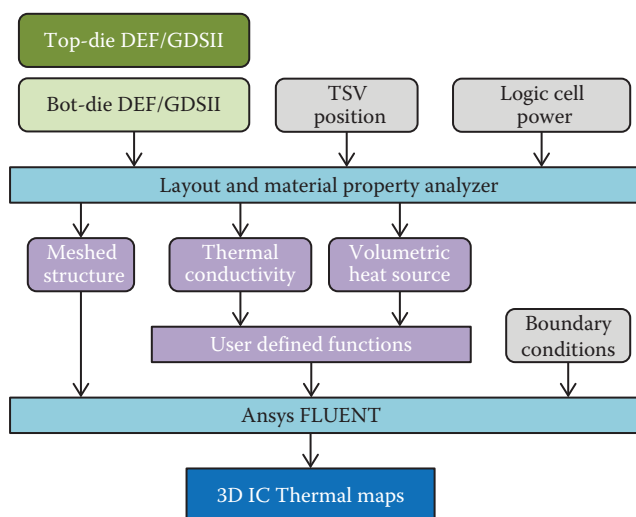 Top-die DEF/GDSII
Bot-die DEF/GDSII
TSV
position
Logic cell
power
Layout and material property analyzer
Meshed
structure
Thermal
conductivity
Volumetric
heat source
User defined functions
Boundary
conditions
Ansys FLUENT
3D IC Thermal maps